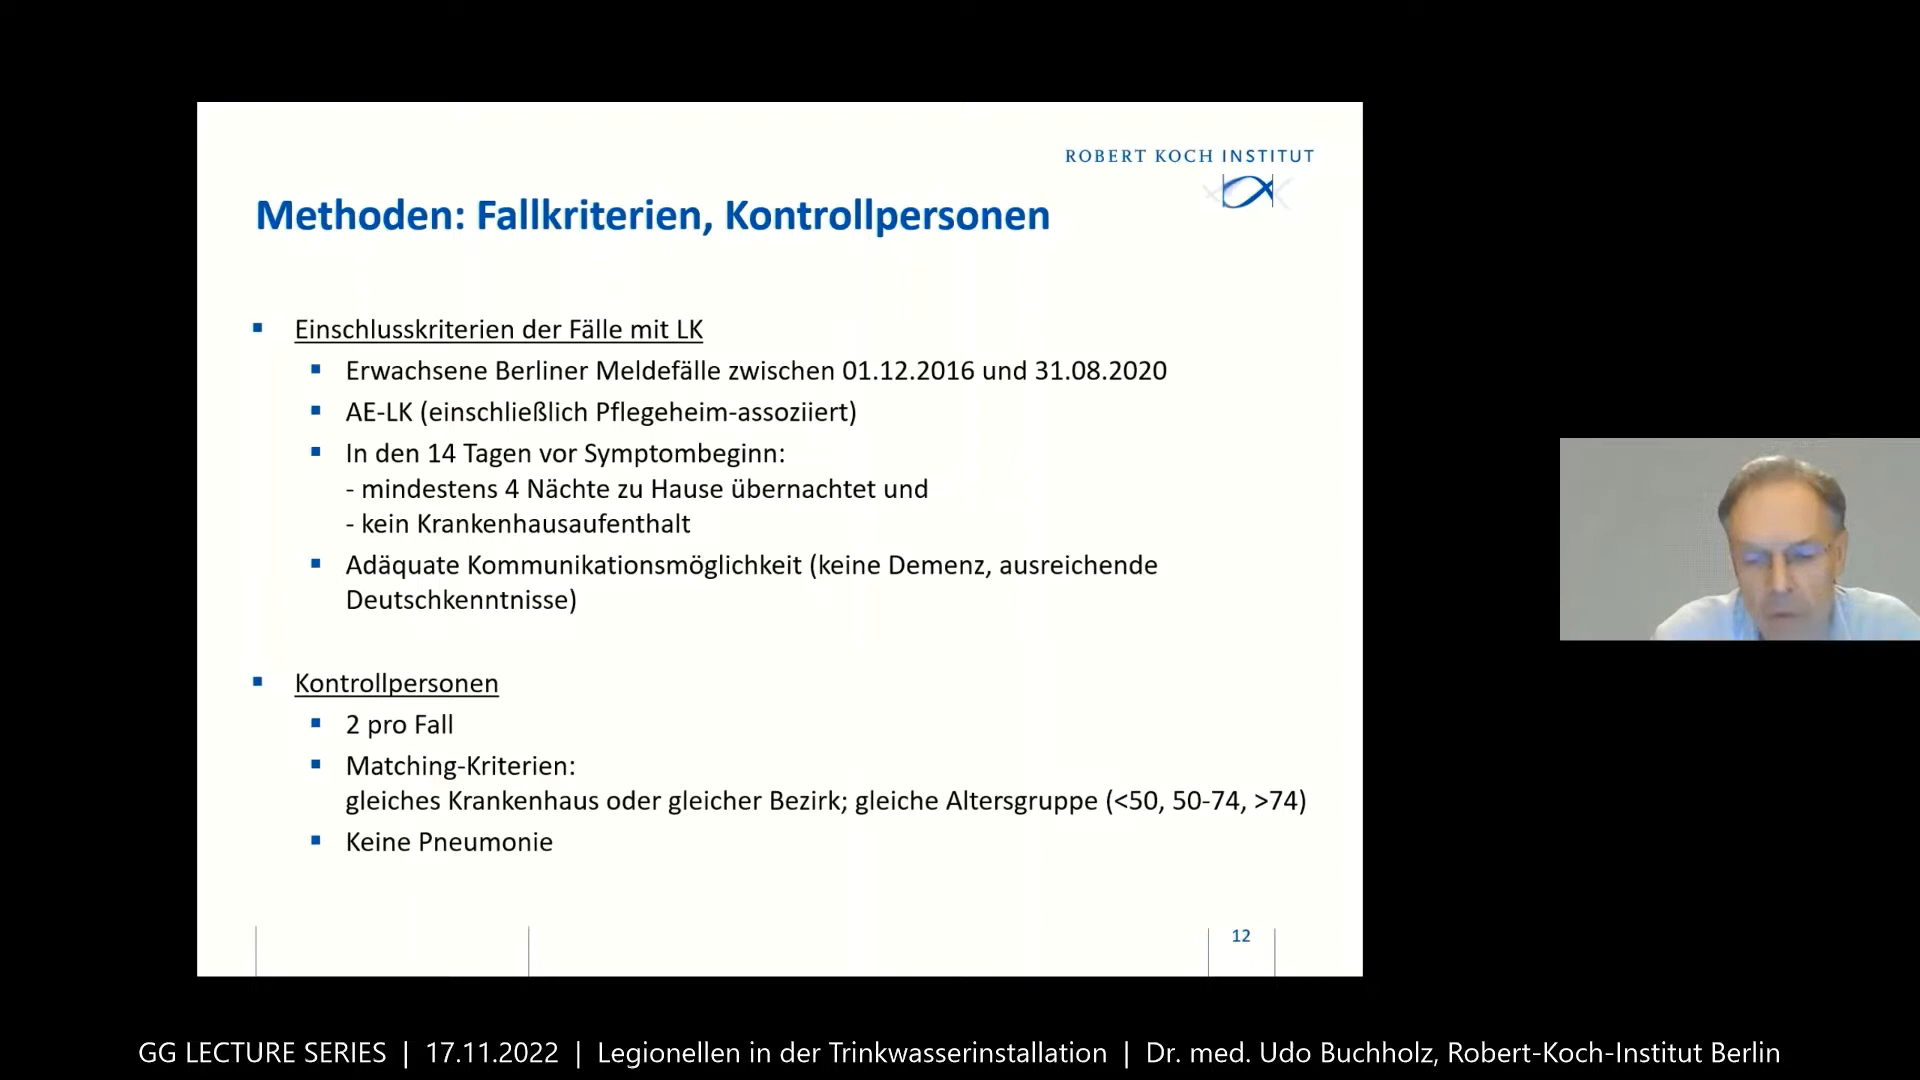 ROBERT KOCH INSTITUT
Methoden: Fallkriterien, Kontrollpersonen
▪ Einschlusskriterien der Fälle mit LK
▪ Erwachsene Berliner Meldefälle zwischen 01.12.2016 und 31.08.2020
▪ AE-LK (einschließlich Pflegeheim-assoziiert)
▪ In den 14 Tagen vor Symptombeginn:
- mindestens 4 Nächte zu Hause übernachtet und
- kein Krankenhausaufenthalt
▪ Adäquate Kommunikationsmöglichkeit (keine Demenz, ausreichende
Deutschkenntnisse)
▪ Kontrollpersonen
▪ 2 pro Fall
▪ Matching-Kriterien:
gleiches Krankenhaus oder gleicher Bezirk; gleiche Altersgruppe (<50, 50-74, >74)
▪ Keine Pneumonie
12
GG LECTURE SERIES | 17.11.2022 | Legionellen in der Trinkwasserinstallation | Dr. med. Udo Buchholz, Robert-Koch-Institut Berlin